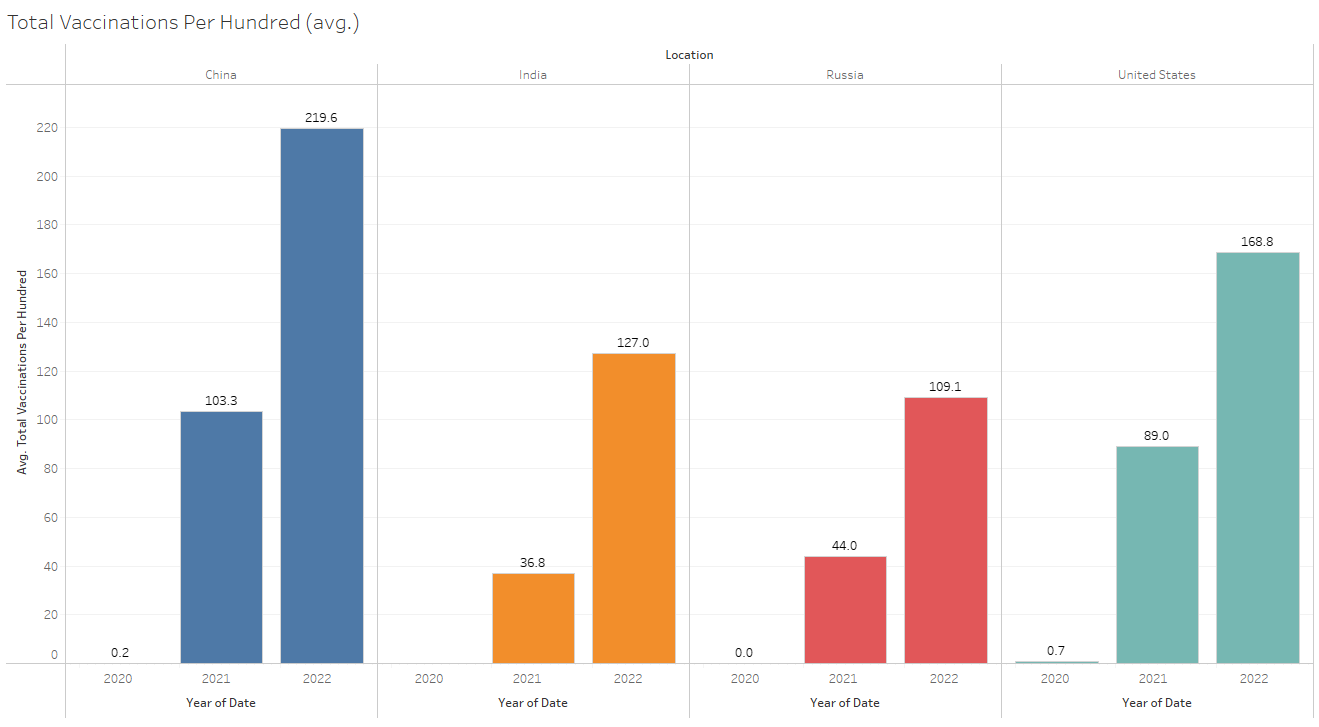 Total Vaccinations Per Hundred (avg.)
Location
China India Russia United States
Avg. Total Vaccinations Per Hundred
220
200
180
160
140
120
100
80
60
40
20
0
0.2 103.3 219.6
36.8 127.0
0.0 44.0 109.1
0.7 89.0 168.8
2020 2021 2022 2020 2021 2022 2020 2021 2022 2020 2021 2022
Year of Date Year of Date Year of Date Year of Date